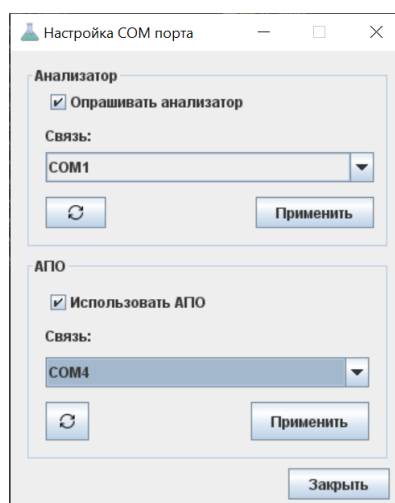 Настройка COM порта
Анализатор
Опрашивать анализатор
Связь:
COM1
Применить
АПО
Использовать АПО
Связь:
COM4
Применить
Закрыть